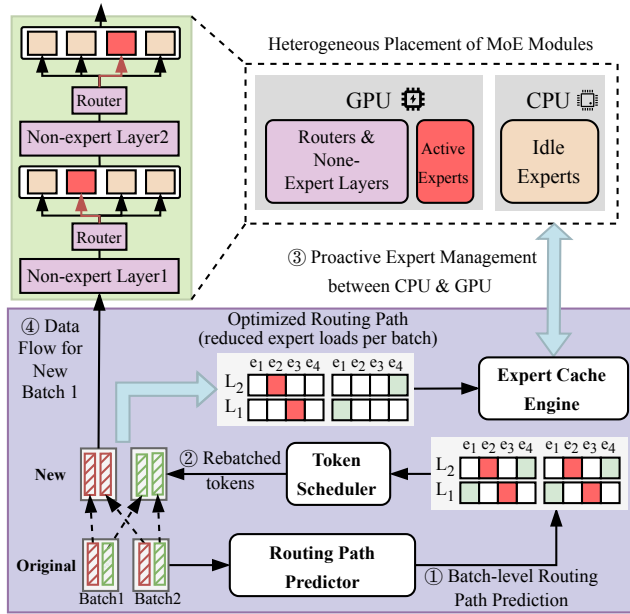 Heterogeneous Placement of MoE Modules
Router
Non-expert Layer2
Router
Non-expert Layer1
GPU
Routers &
None-
Expert Layers
Active
Experts
CPU
Idle
Experts
③ Proactive Expert Management
between CPU & GPU
④ Data
Flow for
New
Batch 1
Optimized Routing Path
(reduced expert loads per batch)
e1 e2 e3 e4 e1 e2 e3 e4
L2
L1
Expert Cache
Engine
New
② Rebatched
tokens
Token
Scheduler
e1 e2 e3 e4 e1 e2 e3 e4
L2
L1
Original
Batch1 Batch2
Routing Path
Predictor
① Batch-level Routing
Path Prediction